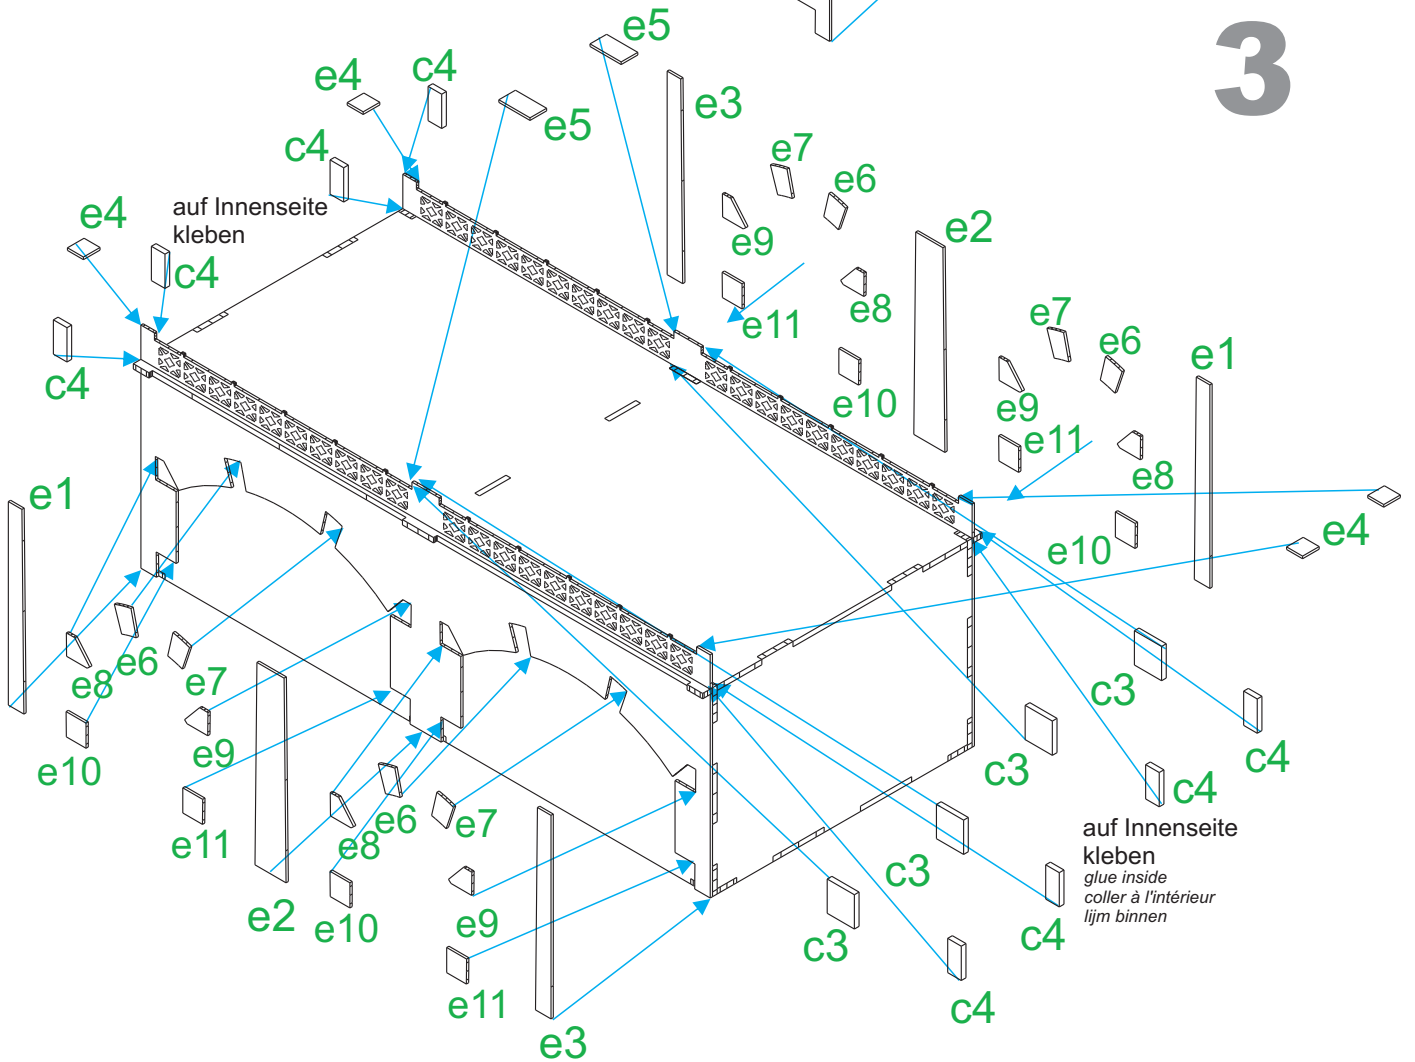 3
e5
e4
c4
e5
e3
c4
e7
e6
auf Innenseite
kleben
e4
e9
e2
c4
e11
e8
e7
e6
e1
c4
e10
e9
e11
e8
e1
e10
e4
e8
e6
e7
c3
e10
e9
c3
c4
c4
e11
e8
e6
e7
auf Innenseite
kleben
glue inside
coller à l'intérieur
lijm binnen
c3
e2
e10
e9
c3
c4
e11
e3
c4